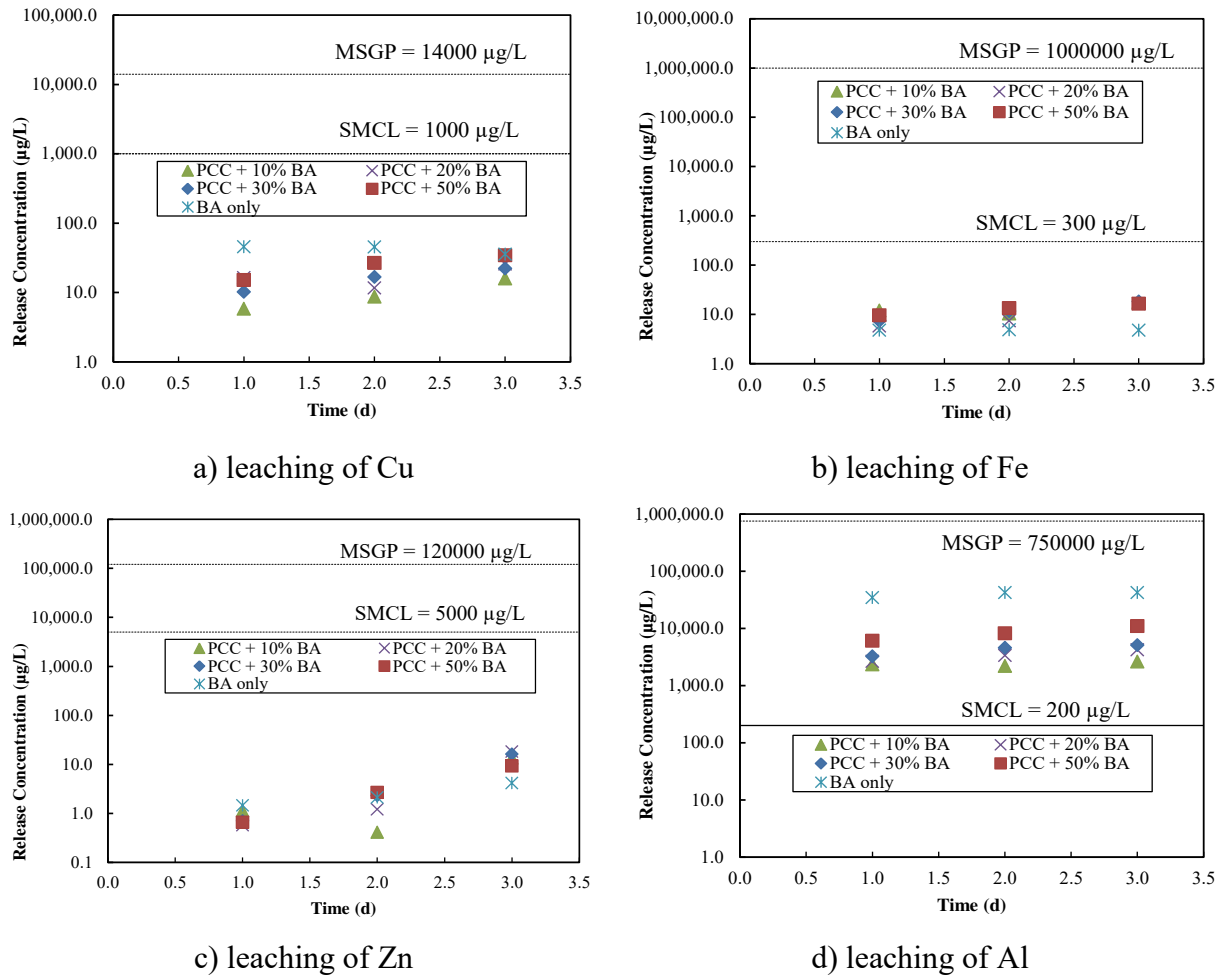 100,000.0
10,000.0
1,000.0
100.0
10.0
1.0
Release Concentration (µg/L)
MSGP = 14000 µg/L
SMCL = 1000 µg/L
PCC + 10% BA PCC + 20% BA
PCC + 30% BA PCC + 50% BA
BA only
0.0 0.5 1.0 1.5 2.0 2.5 3.0 3.5
Time (d)
a) leaching of Cu
10,000,000.0
1,000,000.0
100,000.0
10,000.0
1,000.0
100.0
10.0
1.0
Release Concentration (µg/L)
MSGP = 1000000 µg/L
PCC + 10% BA PCC + 20% BA
PCC + 30% BA PCC + 50% BA
BA only
SMCL = 300 µg/L
0.0 0.5 1.0 1.5 2.0 2.5 3.0 3.5
Time (d)
b) leaching of Fe
1,000,000.0
100,000.0
10,000.0
1,000.0
100.0
10.0
1.0
0.1
Release Concentration (µg/L)
MSGP = 120000 µg/L
SMCL = 5000 µg/L
PCC + 10% BA PCC + 20% BA
PCC + 30% BA PCC + 50% BA
BA only
0.0 0.5 1.0 1.5 2.0 2.5 3.0 3.5
Time (d)
c) leaching of Zn
1,000,000.0
100,000.0
10,000.0
1,000.0
100.0
10.0
1.0
Release Concentration (µg/L)
MSGP = 750000 µg/L
SMCL = 200 µg/L
PCC + 10% BA PCC + 20% BA
PCC + 30% BA PCC + 50% BA
BA only
0.0 0.5 1.0 1.5 2.0 2.5 3.0 3.5
Time (d)
d) leaching of Al